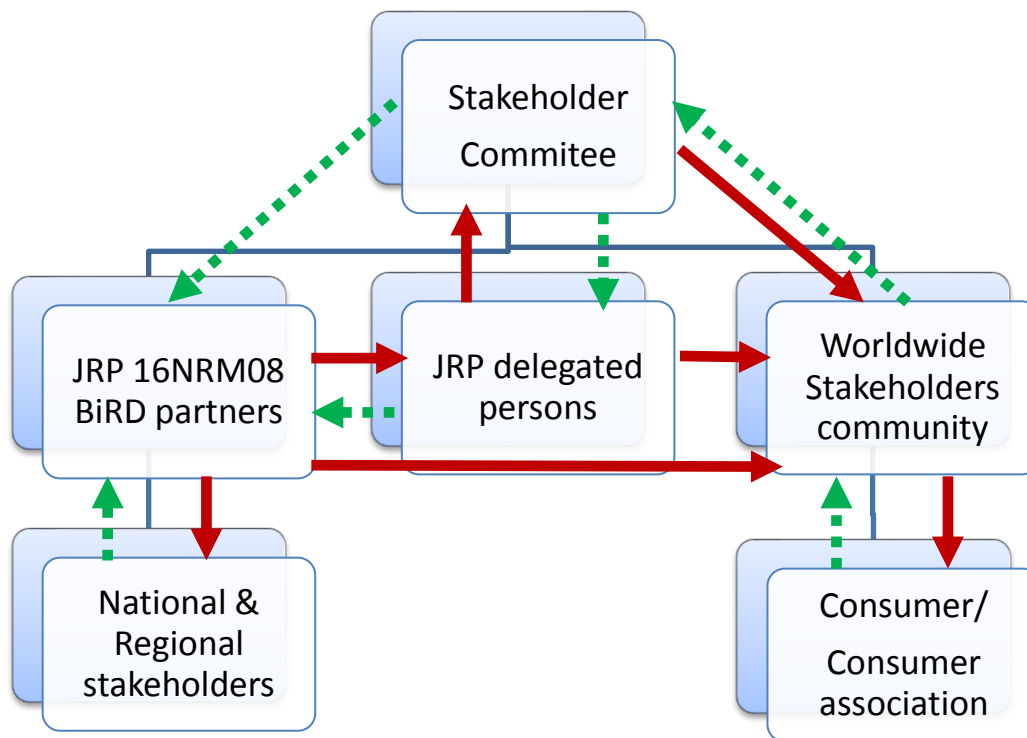 Stakeholder
Commitee
JRP 16NRM08
BiRD partners
JRP delegated
persons
Worldwide
Stakeholders
community
National &
Regional
stakeholders
Consumer/
Consumer
association